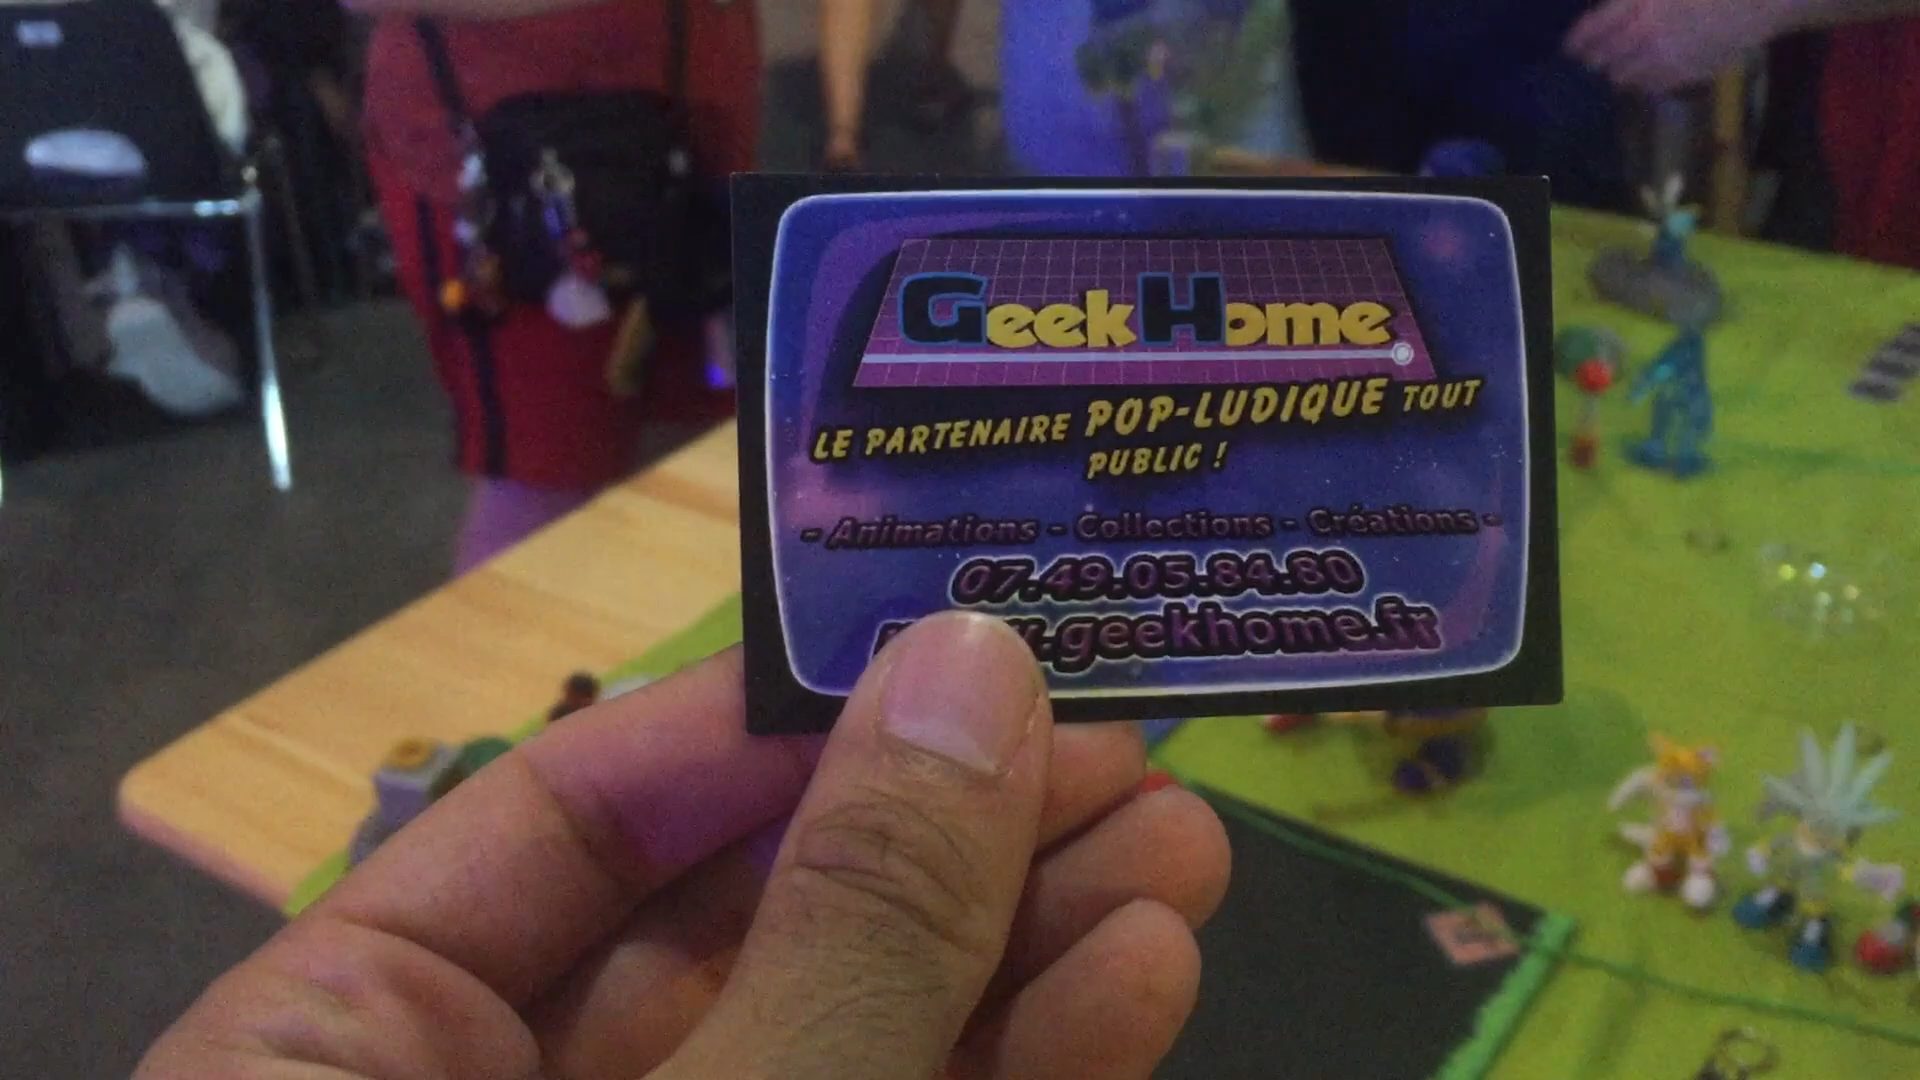 GeekHome
LE PARTENAIRE POP-LUDIQUE TOUT
PUBLIC !
- Animations - Collections - Créations -
07.49.05.84.80
.geekhome.fr